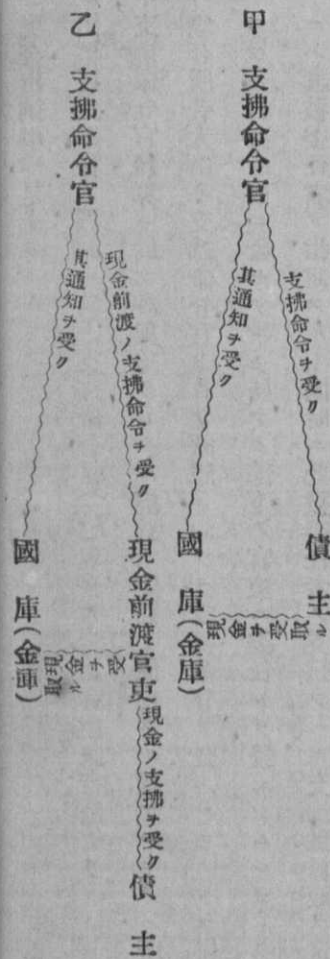 甲 支拂命令官
支拂命令ヲ受ク
其通知ヲ受ク
債主
國庫(金庫)
現金ヲ受取ル
乙 支拂命令官
現金前渡ノ支拂命令ヲ受ク
其通知ヲ受ク
現金前渡官吏
國庫(金庫)
現金ヲ受取ル
現金ノ支拂ヲ受ク
債主